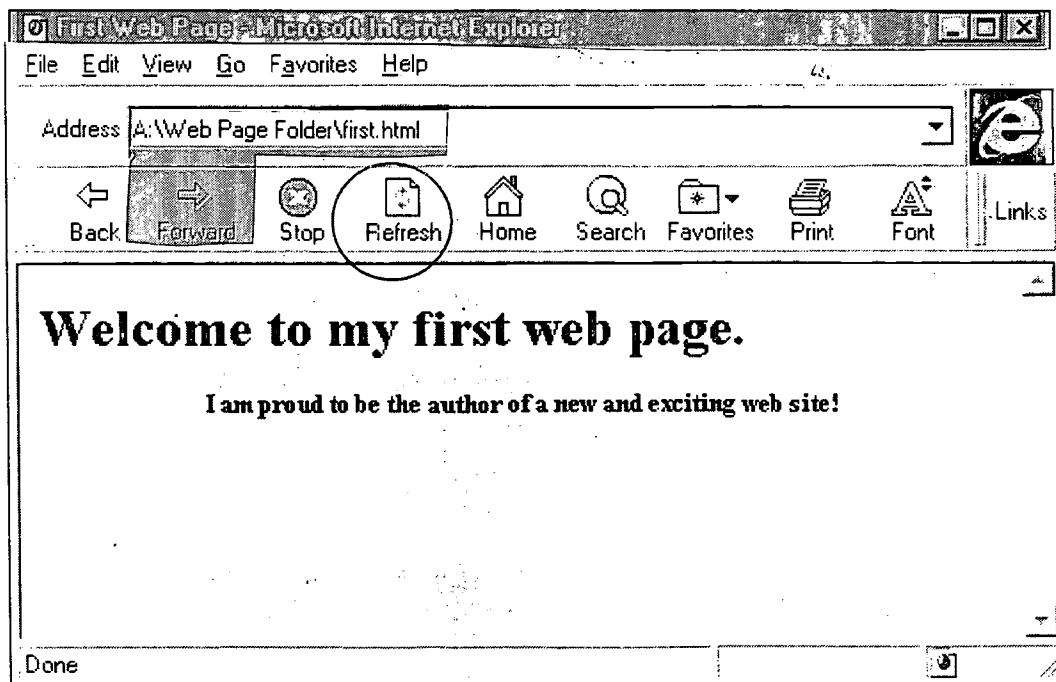 First Web Page - Microsoft Internet Explorer
File Edit View Go Favorites Help
Address A:\Web Page Folder\first.html
Back Forward Stop Refresh Home Search Favorites Print Font Links
Welcome to my first web page.
I am proud to be the author of a new and exciting web site!
Done